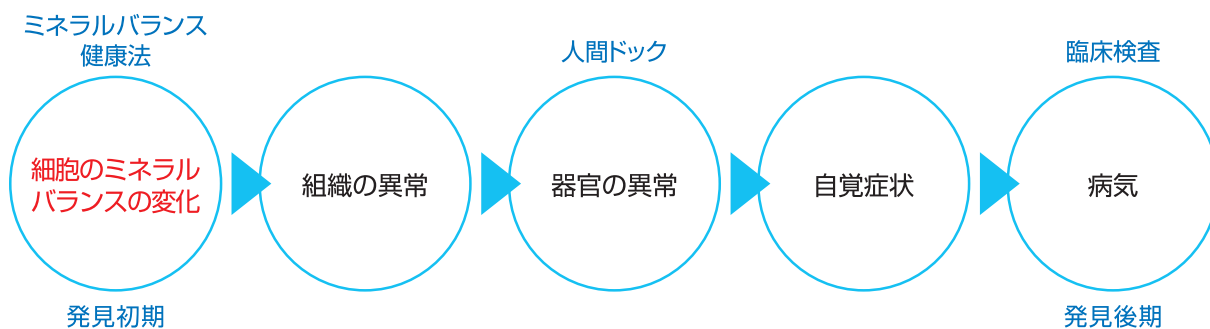 ミネラルバランス
健康法
人間ドック
臨床検査
細胞のミネラル
バランスの変化
組織の異常
器官の異常
自覚症状
病気
発見初期
発見後期